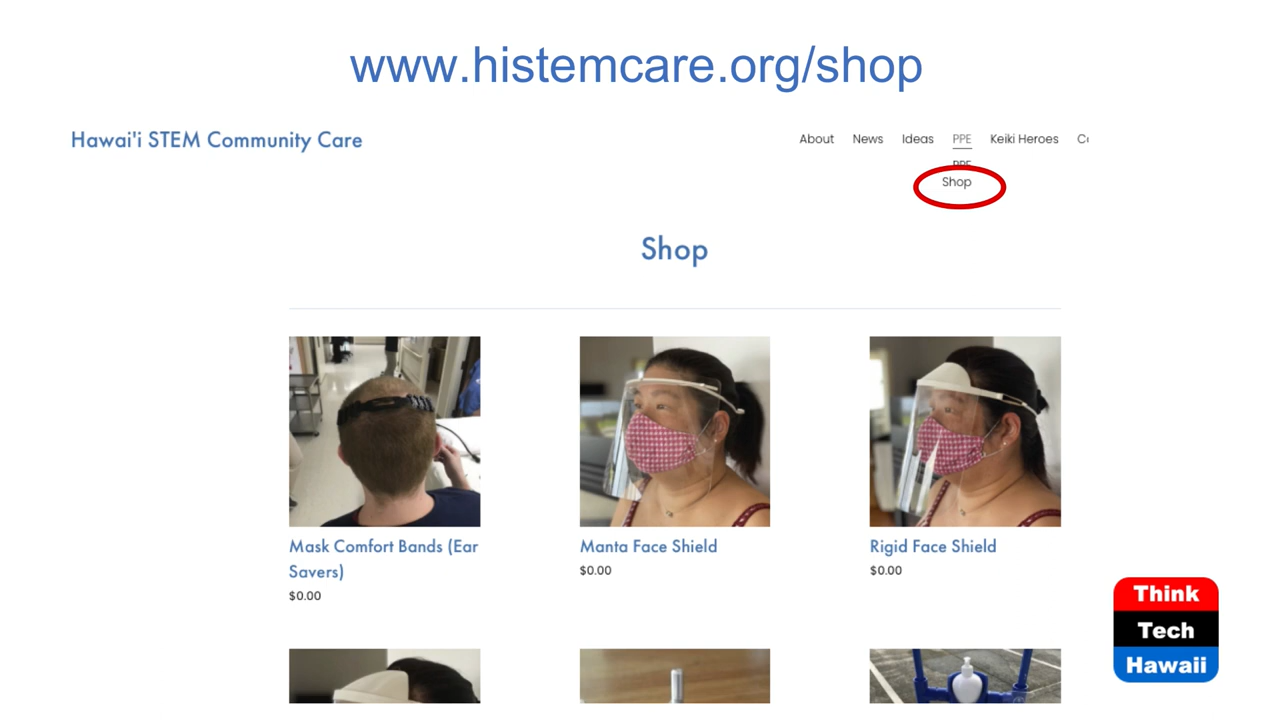 www.histemcare.org/shop
Hawai'i STEM Community Care
About News Ideas PPE Keiki Heroes
PPE
Shop
Shop
Mask Comfort Bands (Ear
Savers)
$0.00
Manta Face Shield
$0.00
Rigid Face Shield
$0.00
Think
Tech
Hawaii